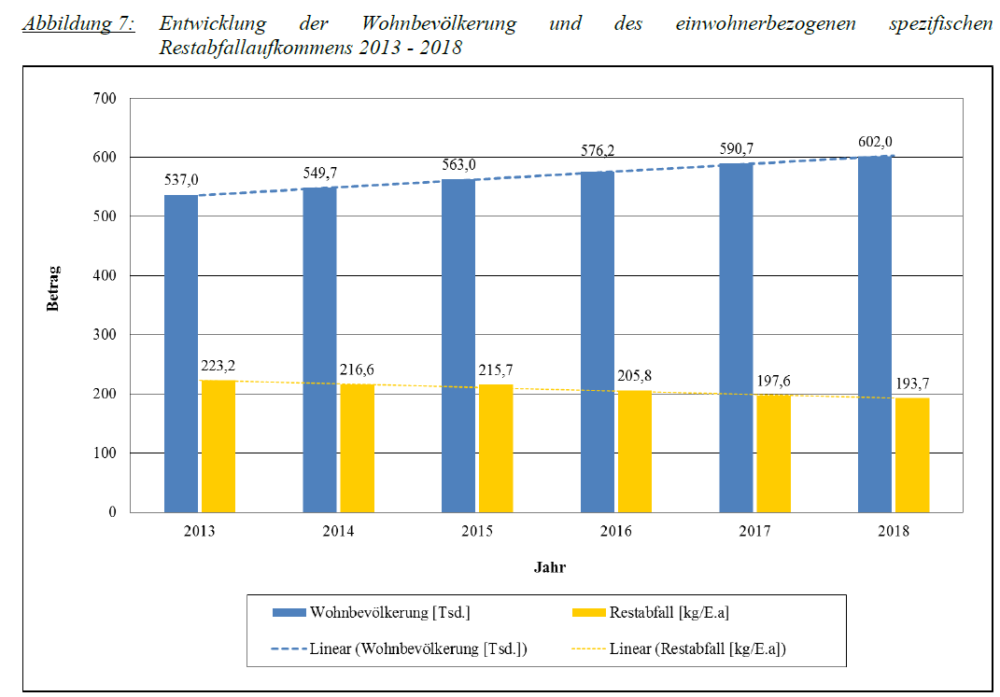 Abbildung 7: Entwicklung der Wohnbevölkerung und des einwohnerbezogenen spezifischen
Restabfallaufkommens 2013 - 2018
700
600
500
400
300
200
100
0
Betrag
537,0
549,7
563,0
576,2
590,7
602,0
223,2
216,6
215,7
205,8
197,6
193,7
2013 2014 2015 2016 2017 2018
Jahr
Wohnbevölkerung [Tsd.] Restabfall [kg/E.a]
Linear (Wohnbevölkerung [Tsd.]) Linear (Restabfall [kg/E.a])